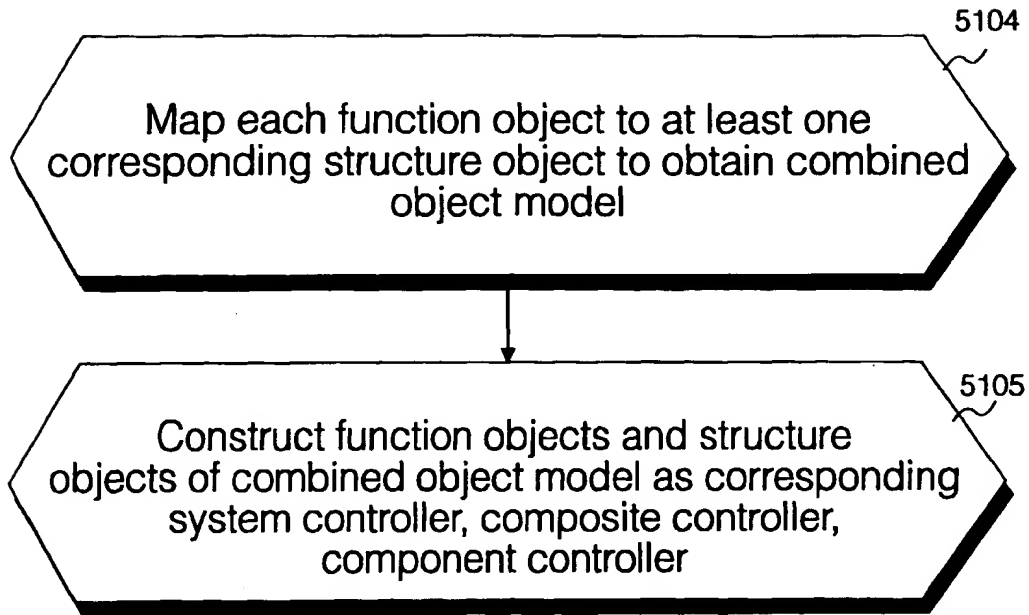 5104
Map each function object to at least one
corresponding structure object to obtain combined
object model
5105
Construct function objects and structure
objects of combined object model as corresponding
system controller, composite controller,
component controller